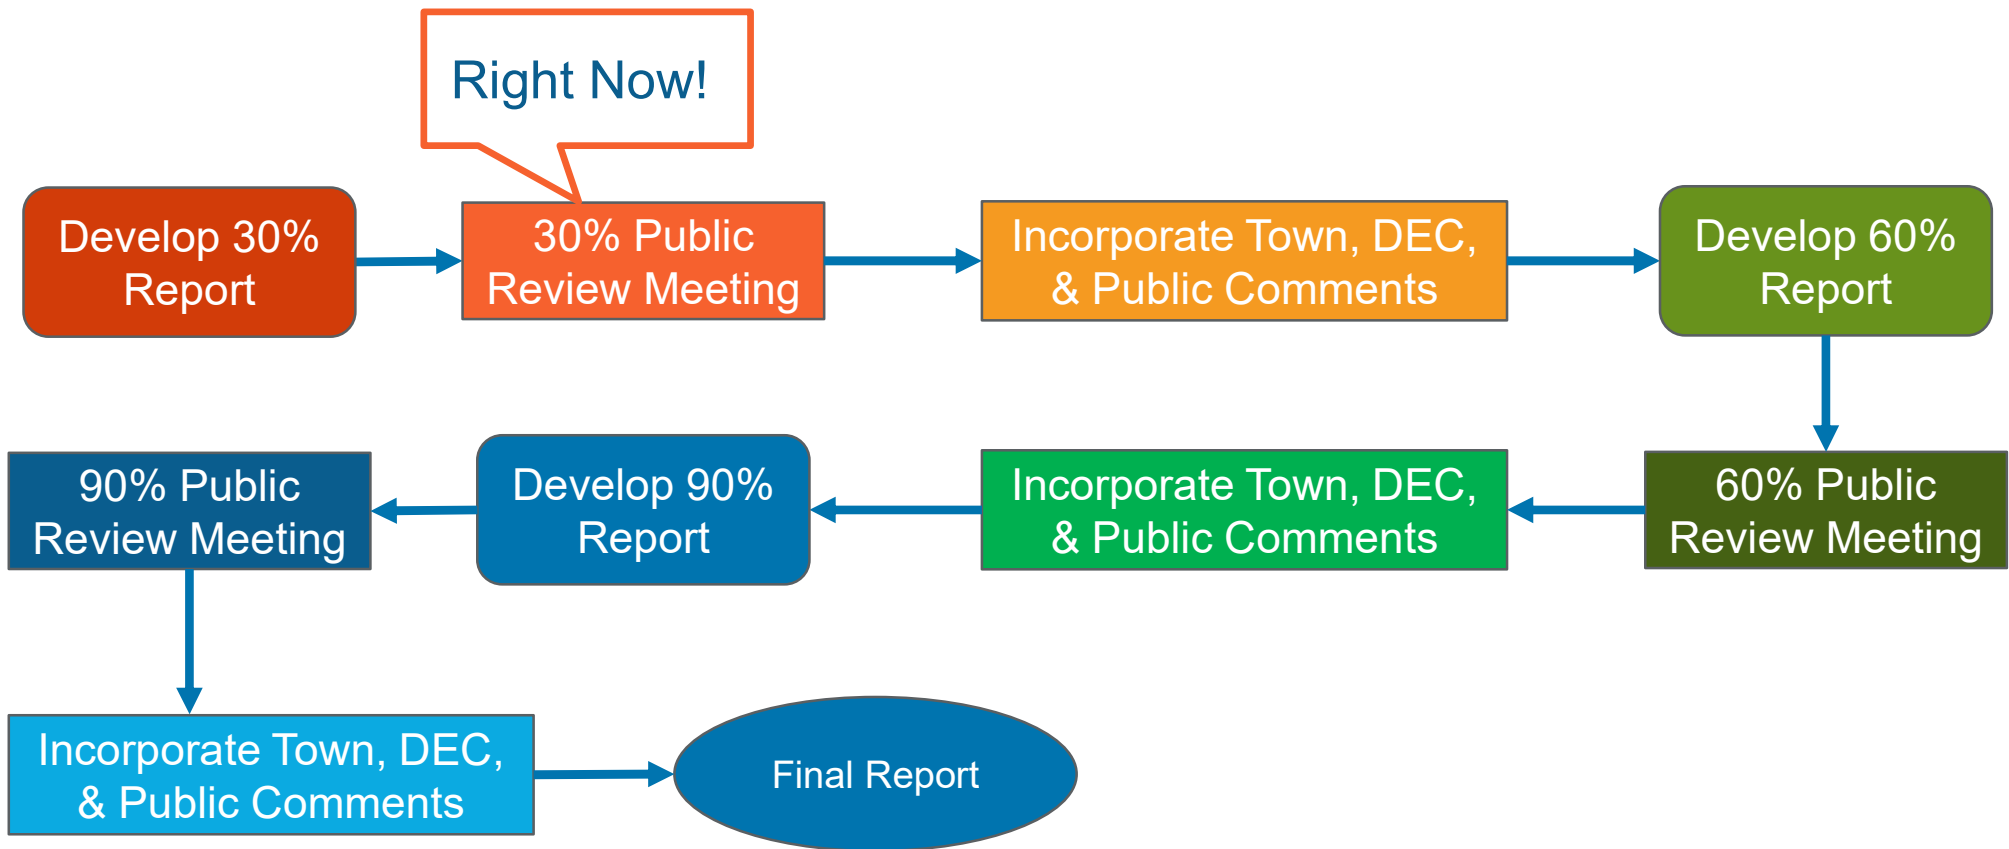 Right Now!
Develop 30%
Report
30% Public
Review Meeting
Incorporate Town, DEC,
& Public Comments
Develop 60%
Report
60% Public
Review Meeting
Incorporate Town, DEC,
& Public Comments
Develop 90%
Report
90% Public
Review Meeting
Incorporate Town, DEC,
& Public Comments
Final Report